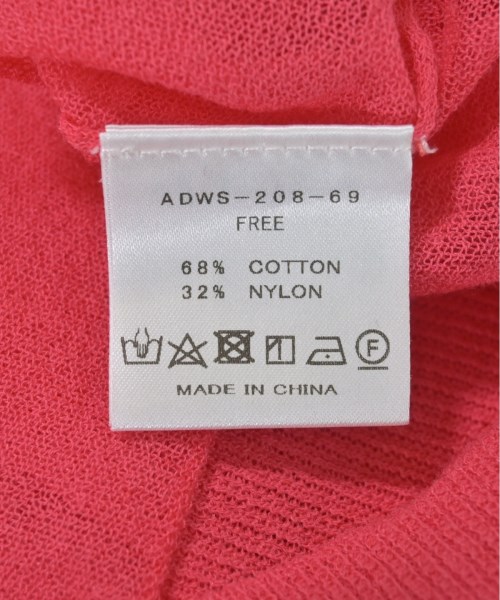 ADWS-208-69
FREE
68% COTTON
32% NYLON
F
MADE IN CHINA